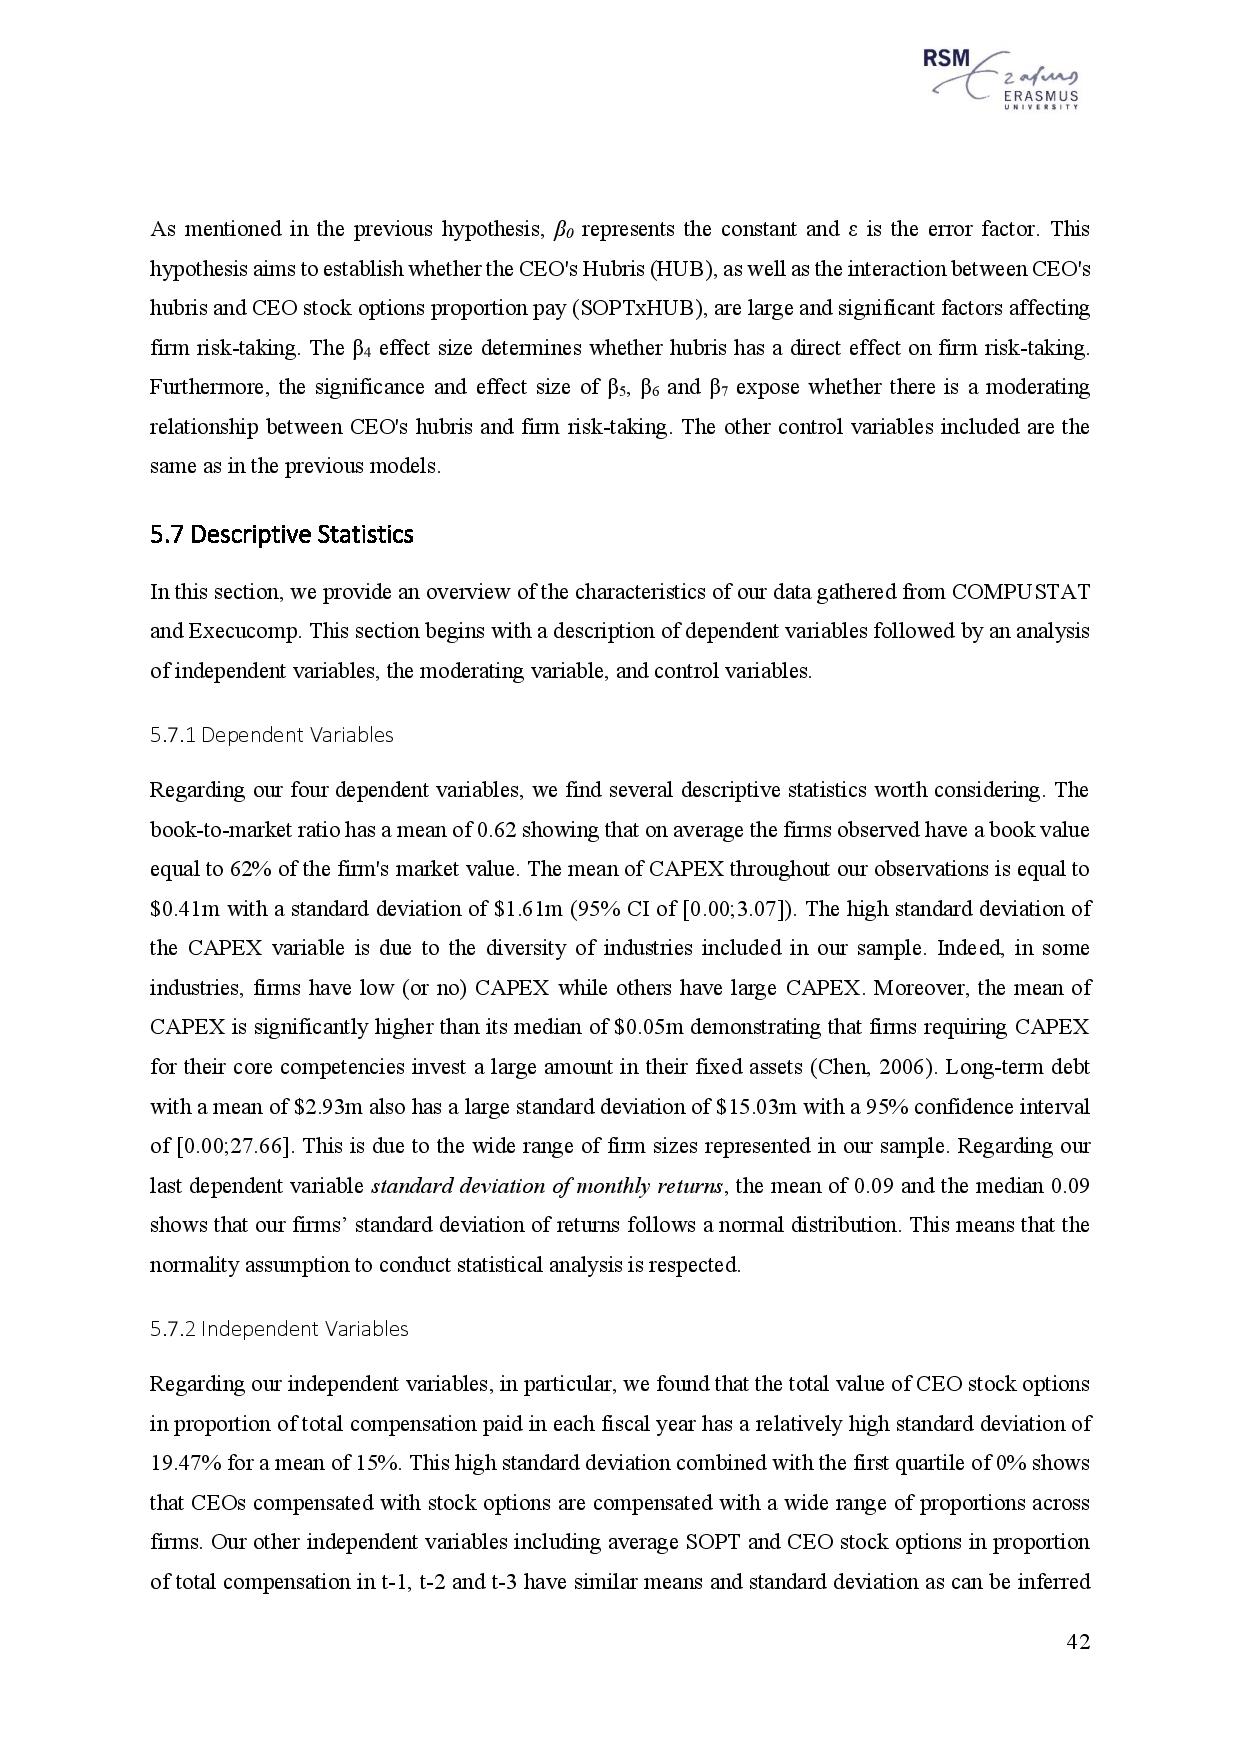 RSM
Erasmus
ERASMUS
UNIVERSITY
As mentioned in the previous hypothesis, β₀ represents the constant and ε is the error factor. This
hypothesis aims to establish whether the CEO's Hubris (HUB), as well as the interaction between CEO's
hubris and CEO stock options proportion pay (SOPTxHUB), are large and significant factors affecting
firm risk-taking. The β₄ effect size determines whether hubris has a direct effect on firm risk-taking.
Furthermore, the significance and effect size of β₅, β₆ and β₇ expose whether there is a moderating
relationship between CEO's hubris and firm risk-taking. The other control variables included are the
same as in the previous models.
5.7 Descriptive Statistics
In this section, we provide an overview of the characteristics of our data gathered from COMPUSTAT
and Execucomp. This section begins with a description of dependent variables followed by an analysis
of independent variables, the moderating variable, and control variables.
5.7.1 Dependent Variables
Regarding our four dependent variables, we find several descriptive statistics worth considering. The
book-to-market ratio has a mean of 0.62 showing that on average the firms observed have a book value
equal to 62% of the firm's market value. The mean of CAPEX throughout our observations is equal to
$0.41m with a standard deviation of $1.61m (95% CI of [0.00;3.07]). The high standard deviation of
the CAPEX variable is due to the diversity of industries included in our sample. Indeed, in some
industries, firms have low (or no) CAPEX while others have large CAPEX. Moreover, the mean of
CAPEX is significantly higher than its median of $0.05m demonstrating that firms requiring CAPEX
for their core competencies invest a large amount in their fixed assets (Chen, 2006). Long-term debt
with a mean of $2.93m also has a large standard deviation of $15.03m with a 95% confidence interval
of [0.00;27.66]. This is due to the wide range of firm sizes represented in our sample. Regarding our
last dependent variable standard deviation of monthly returns, the mean of 0.09 and the median 0.09
shows that our firms’ standard deviation of returns follows a normal distribution. This means that the
normality assumption to conduct statistical analysis is respected.
5.7.2 Independent Variables
Regarding our independent variables, in particular, we found that the total value of CEO stock options
in proportion of total compensation paid in each fiscal year has a relatively high standard deviation of
19.47% for a mean of 15%. This high standard deviation combined with the first quartile of 0% shows
that CEOs compensated with stock options are compensated with a wide range of proportions across
firms. Our other independent variables including average SOPT and CEO stock options in proportion
of total compensation in t-1, t-2 and t-3 have similar means and standard deviation as can be inferred
42